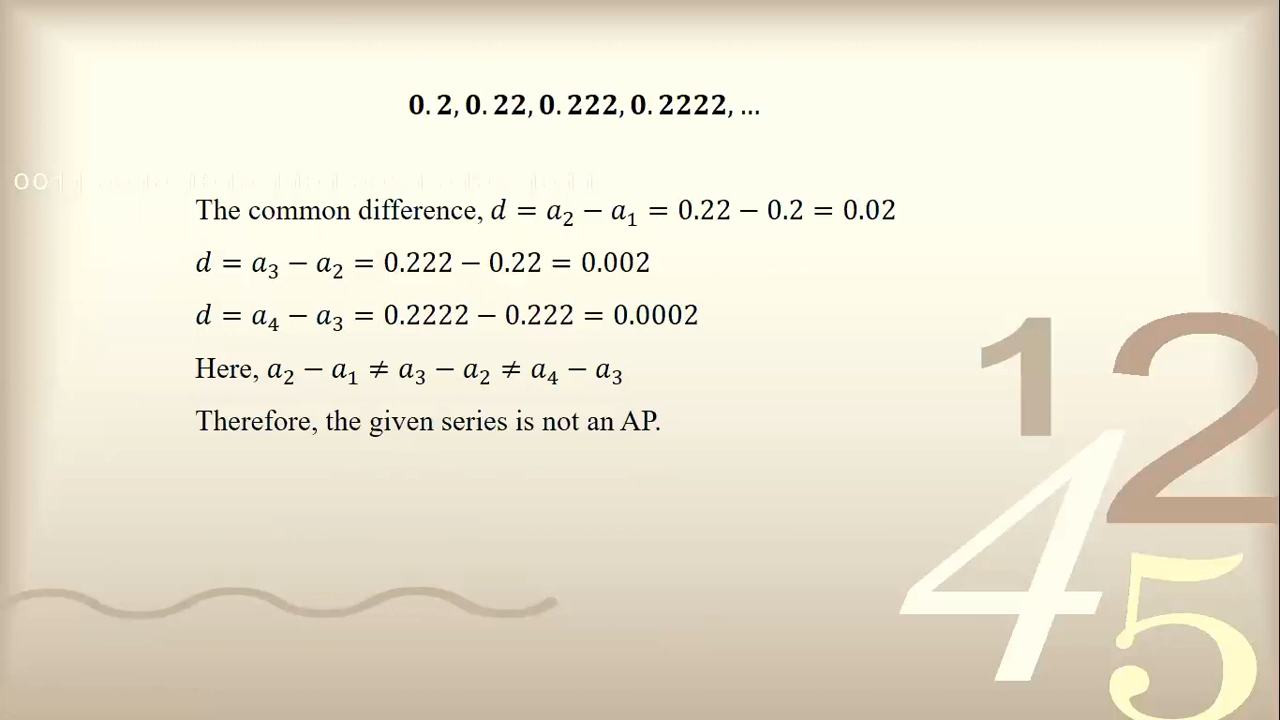 0.2, 0.22, 0.222, 0.2222, …
The common difference, d = a₂ − a₁ = 0.22 − 0.2 = 0.02
d = a₃ − a₂ = 0.222 − 0.22 = 0.002
d = a₄ − a₃ = 0.2222 − 0.222 = 0.0002
Here, a₂ − a₁ ≠ a₃ − a₂ ≠ a₄ − a₃
Therefore, the given series is not an AP.
1 2
4 5